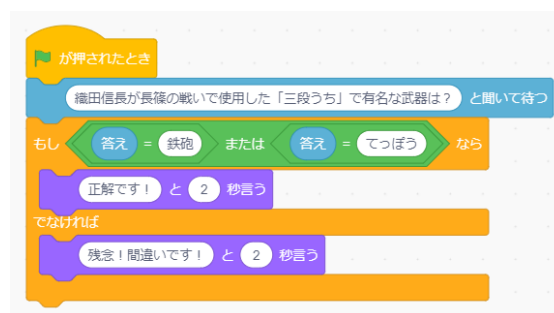 が押されたとき
織田信長が長篠の戦いで使用した「三段うち」で有名な武器は？ と聞いて待つ
もし 答え = 鉄砲 または 答え = てっぽう なら
正解です！ と 2 秒言う
でなければ
残念！間違いです！ と 2 秒言う